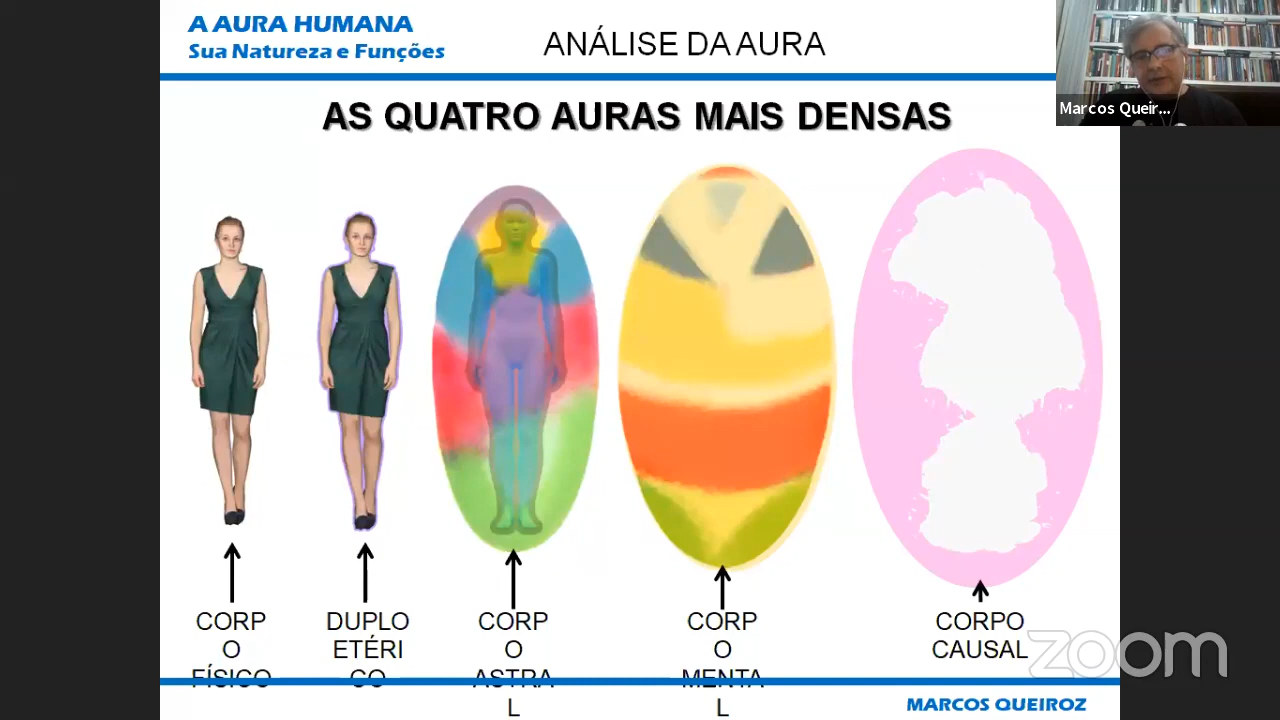 A AURA HUMANA
Sua Natureza e Funções
ANÁLISE DA AURA
Marcos Queir...
AS QUATRO AURAS MAIS DENSAS
CORP
O
FÍSICO
DUPLO
ETÉRI
CO
CORP
O
ASTRA
L
CORP
O
MENTA
L
CORPO
CAUSAL
zoom
MARCOS QUEIROZ